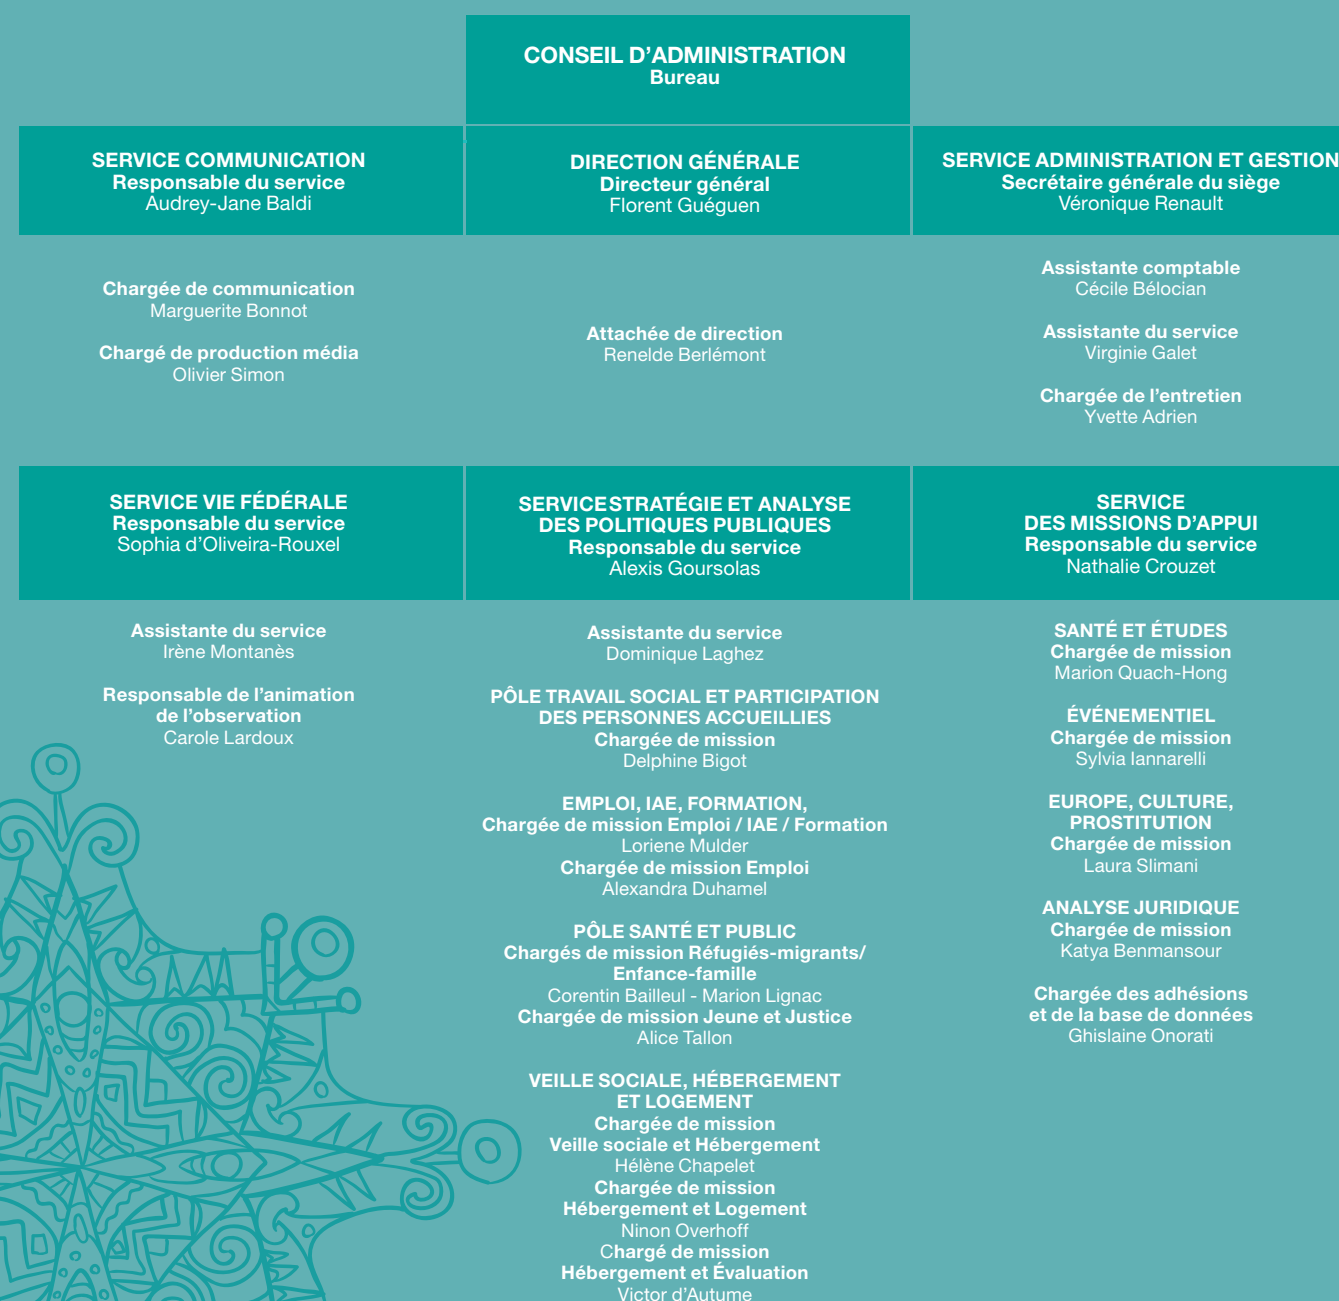 CONSEIL D’ADMINISTRATION
Bureau
SERVICE COMMUNICATION
Responsable du service
Audrey-Jane Baldi
DIRECTION GÉNÉRALE
Directeur général
Florent Guéguen
SERVICE ADMINISTRATION ET GESTION
Secrétaire générale du siège
Véronique Renault
Chargée de communication
Marguerite Bonnot
Chargé de production média
Olivier Simon
Attachée de direction
Renelde Berlémont
Assistante comptable
Cécile Bélocian
Assistante du service
Virginie Galet
Chargée de l’entretien
Yvette Adrien
SERVICE VIE FÉDÉRALE
Responsable du service
Sophia d’Oliveira-Rouxel
Assistante du service
Irène Montanès
Responsable de l’animation
de l’observation
Carole Lardoux
SERVICE STRATÉGIE ET ANALYSE
DES POLITIQUES PUBLIQUES
Responsable du service
Alexis Goursolas
Assistante du service
Dominique Laghez
PÔLE TRAVAIL SOCIAL ET PARTICIPATION
DES PERSONNES ACCUEILLIES
Chargée de mission
Delphine Bigot
EMPLOI, IAE, FORMATION,
Chargée de mission Emploi / IAE / Formation
Loriene Mulder
Chargée de mission Emploi
Alexandra Duhamel
PÔLE SANTÉ ET PUBLIC
Chargés de mission Réfugiés-migrants/
Enfance-famille
Corentin Bailleul - Marion Lignac
Chargée de mission Jeune et Justice
Alice Tallon
VEILLE SOCIALE, HÉBERGEMENT
ET LOGEMENT
Chargée de mission
Veille sociale et Hébergement
Hélène Chapelet
Chargée de mission
Hébergement et Logement
Ninon Overhoff
Chargé de mission
Hébergement et Évaluation
Victor d’Autume
SERVICE
DES MISSIONS D’APPUI
Responsable du service
Nathalie Crouzet
SANTÉ ET ÉTUDES
Chargée de mission
Marion Quach-Hong
ÉVÉNEMENTIEL
Chargée de mission
Sylvia Iannarelli
EUROPE, CULTURE,
PROSTITUTION
Chargée de mission
Laura Slimani
ANALYSE JURIDIQUE
Chargée de mission
Katya Benmansour
Chargée des adhésions
et de la base de données
Ghislaine Onorati